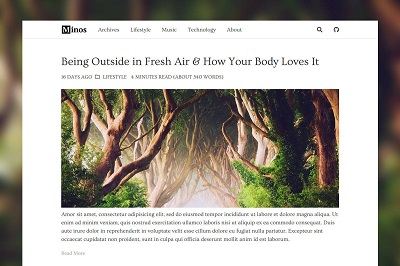 Minos Archives Lifestyle Music Technology About
Being Outside in Fresh Air & How Your Body Loves It
16 DAYS AGO LIFESTYLE 4 MINUTES READ (ABOUT 540 WORDS)
Amor sit amet, consectetur adipisicing elit, sed do eiusmod tempor incididunt ut labore et dolore magna aliqua. Ut
enim ad minim veniam, quis nostrud exercitation ullamco laboris nisi ut aliquip ex ea commodo consequat. Duis
aute irure dolor in reprehenderit in voluptate velit esse cillum dolore eu fugiat nulla pariatur. Excepteur sint
occaecat cupidatat non proident, sunt in culpa qui officia deserunt mollit anim id est laborum.
Read More